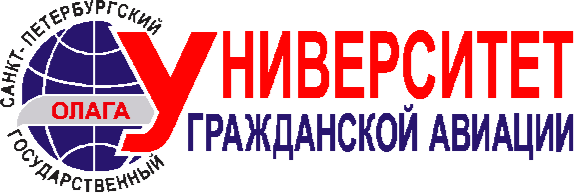 САНКТ-ПЕТЕРБУРГСКИЙ
ГОСУДАРСТВЕННЫЙ
ОЛАГА
УНИВЕРСИТЕТ
ГРАЖДАНСКОЙ АВИАЦИИ